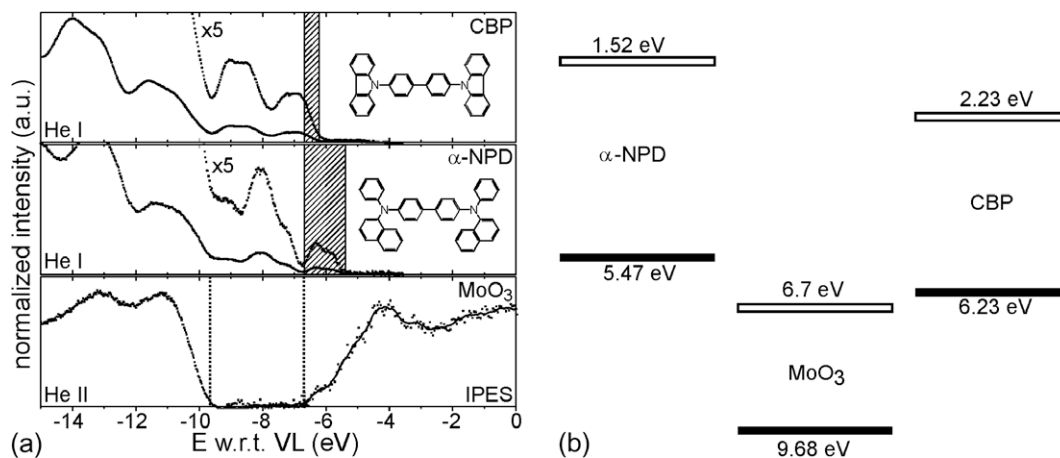 normalized intensity (a.u.)
x5
CBP
N
N
He I
x5
α-NPD
N
N
He I
MoO3
He II
IPES
-14 -12 -10 -8 -6 -4 -2 0
E w.r.t. VL (eV)
(a)
1.52 eV
α-NPD
5.47 eV
2.23 eV
CBP
6.23 eV
6.7 eV
MoO3
9.68 eV
(b)